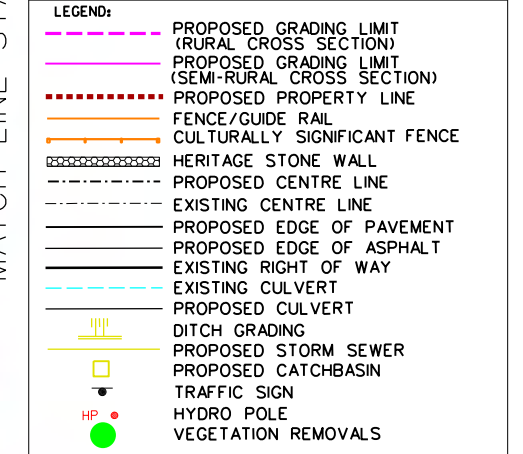 MATCH LINE STA
LEGEND:
PROPOSED GRADING LIMIT
(RURAL CROSS SECTION)
PROPOSED GRADING LIMIT
(SEMI-RURAL CROSS SECTION)
PROPOSED PROPERTY LINE
FENCE/GUIDE RAIL
CULTURALLY SIGNIFICANT FENCE
HERITAGE STONE WALL
PROPOSED CENTRE LINE
EXISTING CENTRE LINE
PROPOSED EDGE OF PAVEMENT
PROPOSED EDGE OF ASPHALT
EXISTING RIGHT OF WAY
EXISTING CULVERT
PROPOSED CULVERT
DITCH GRADING
PROPOSED STORM SEWER
PROPOSED CATCHBASIN
TRAFFIC SIGN
HP HYDRO POLE
VEGETATION REMOVALS